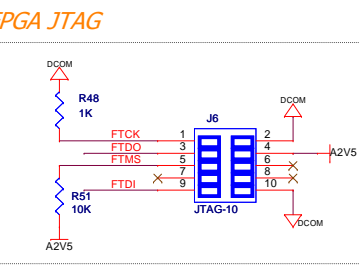 FPGA JTAG
DCOM
R48
1K
J6
DCOM
FTCK 1 2
FTDO 3 4 A2V5
FTMS 5 6
7 8
FTDI 9 10
R51
10K
JTAG-10
DCOM
A2V5